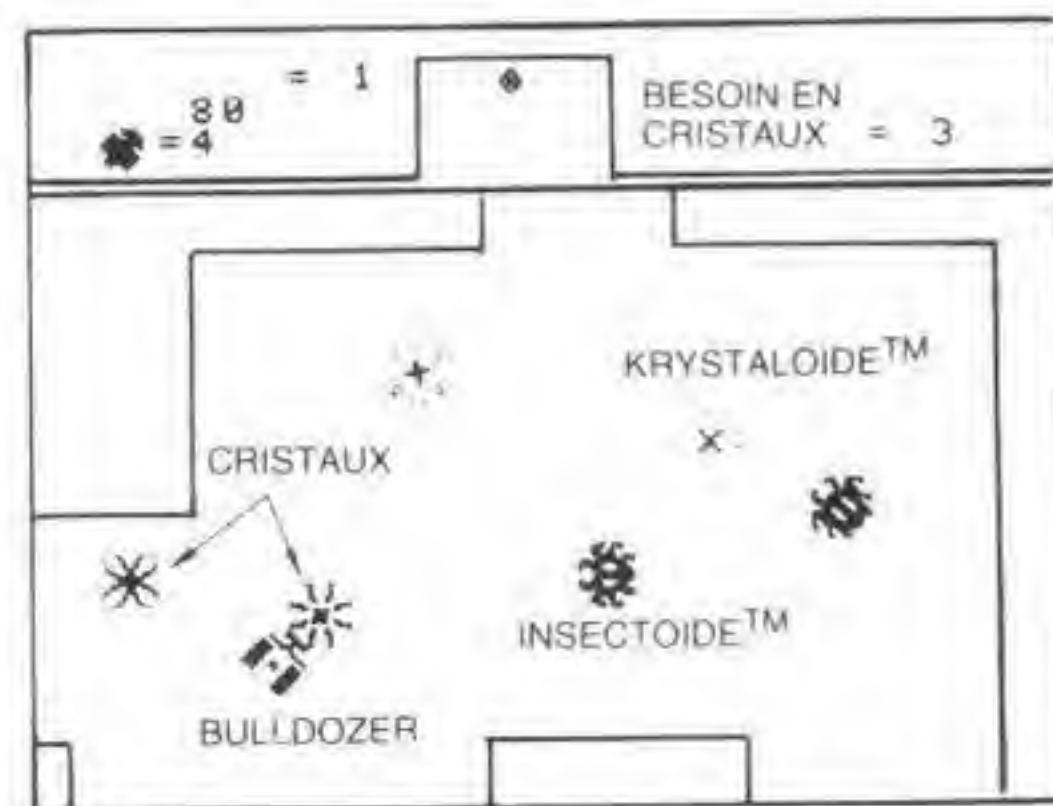 = 1
80
= 4
BESOIN EN
CRISTAUX = 3
KRYSTALOIDE™
CRISTAUX
INSECTOIDE™
BULLDOZER